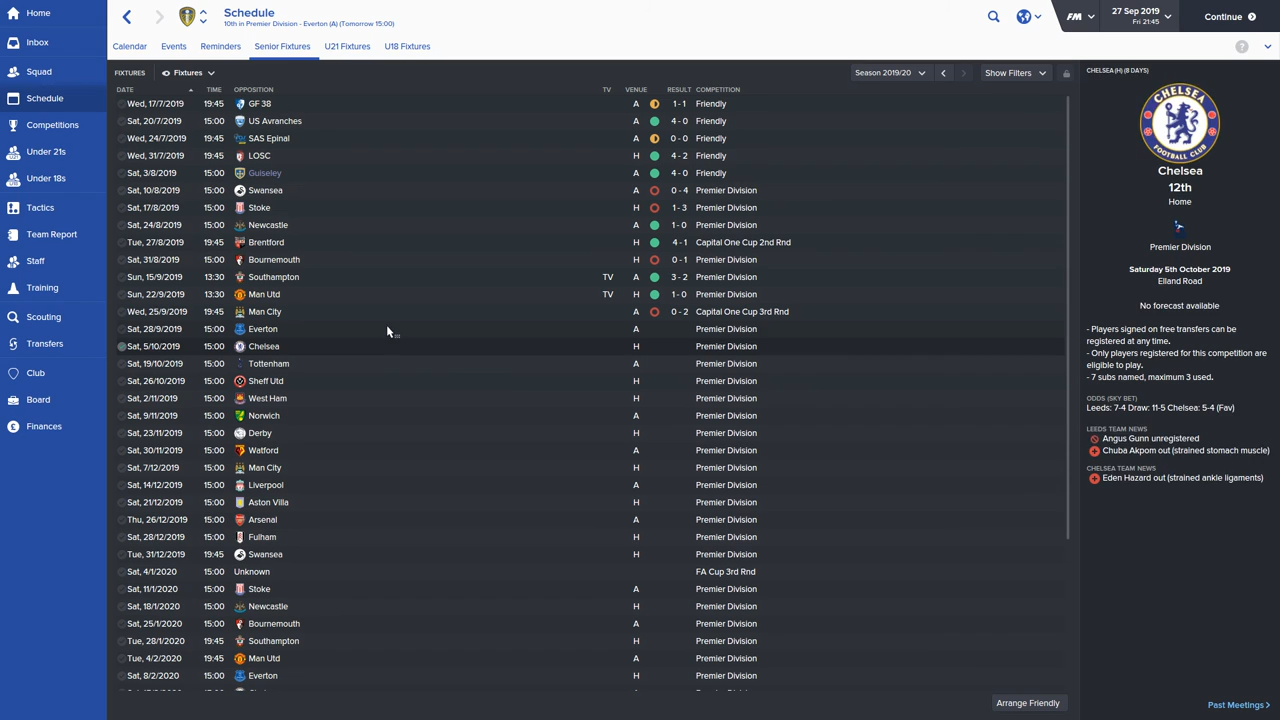 Home
Inbox
Squad
Schedule
Competitions
Under 21s
Under 18s
Tactics
Team Report
Staff
Training
Scouting
Transfers
Club
Board
Finances
Schedule
10th in Premier Division - Everton (A) (Tomorrow 15:00)
FM
27 Sep 2019
Fri 21:45
Continue
Calendar Events Reminders Senior Fixtures U21 Fixtures U18 Fixtures
FIXTURES Fixtures Season 2019/20 Show Filters
DATE TIME OPPOSITION TV VENUE RESULT COMPETITION
Wed, 17/7/2019 19:45 GF 38 A 1 - 1 Friendly
Sat, 20/7/2019 15:00 US Avranches A 4 - 0 Friendly
Wed, 24/7/2019 19:45 SAS Epinal A 0 - 0 Friendly
Wed, 31/7/2019 19:45 LOSC H 4 - 2 Friendly
Sat, 3/8/2019 15:00 Guiseley A 4 - 0 Friendly
Sat, 10/8/2019 15:00 Swansea A 0 - 4 Premier Division
Sat, 17/8/2019 15:00 Stoke H 1 - 3 Premier Division
Sat, 24/8/2019 15:00 Newcastle A 1 - 0 Premier Division
Tue, 27/8/2019 19:45 Brentford H 4 - 1 Capital One Cup 2nd Rnd
Sat, 31/8/2019 15:00 Bournemouth H 0 - 1 Premier Division
Sun, 15/9/2019 13:30 Southampton TV A 3 - 2 Premier Division
Sun, 22/9/2019 13:30 Man Utd TV H 1 - 0 Premier Division
Wed, 25/9/2019 19:45 Man City A 0 - 2 Capital One Cup 3rd Rnd
Sat, 28/9/2019 15:00 Everton A Premier Division
Sat, 5/10/2019 15:00 Chelsea H Premier Division
Sat, 19/10/2019 15:00 Tottenham A Premier Division
Sat, 26/10/2019 15:00 Sheff Utd H Premier Division
Sat, 2/11/2019 15:00 West Ham H Premier Division
Sat, 9/11/2019 15:00 Norwich A Premier Division
Sat, 23/11/2019 15:00 Derby H Premier Division
Sat, 30/11/2019 15:00 Watford A Premier Division
Sat, 7/12/2019 15:00 Man City H Premier Division
Sat, 14/12/2019 15:00 Liverpool A Premier Division
Sat, 21/12/2019 15:00 Aston Villa H Premier Division
Thu, 26/12/2019 15:00 Arsenal A Premier Division
Sat, 28/12/2019 15:00 Fulham H Premier Division
Tue, 31/12/2019 19:45 Swansea H Premier Division
Sat, 4/1/2020 15:00 Unknown FA Cup 3rd Rnd
Sat, 11/1/2020 15:00 Stoke A Premier Division
Sat, 18/1/2020 15:00 Newcastle H Premier Division
Sat, 25/1/2020 15:00 Bournemouth A Premier Division
Tue, 28/1/2020 19:45 Southampton H Premier Division
Tue, 4/2/2020 19:45 Man Utd A Premier Division
Sat, 8/2/2020 15:00 Everton H Premier Division
Arrange Friendly
CHELSEA (H) (8 DAYS)
CHELSEA
FOOTBALL CLUB
Chelsea
12th
Home
Premier Division
Saturday 5th October 2019
Elland Road
No forecast available
- Players signed on free transfers can be
registered at any time.
- Only players registered for this competition are
eligible to play.
- 7 subs named, maximum 3 used.
ODDS (SKY BET)
Leeds: 7-4 Draw: 11-5 Chelsea: 5-4 (Fav)
LEEDS TEAM NEWS
Angus Gunn unregistered
Chuba Akpom out (strained stomach muscle)
CHELSEA TEAM NEWS
Eden Hazard out (strained ankle ligaments)
Past Meetings >